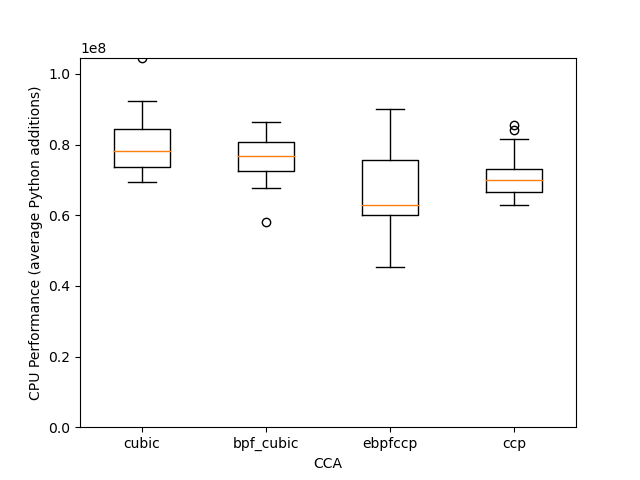 1e8
1.0
0.8
0.6
0.4
0.2
0.0
CPU Performance (average Python additions)
cubic
bpf_cubic
ebpfccp
ccp
CCA